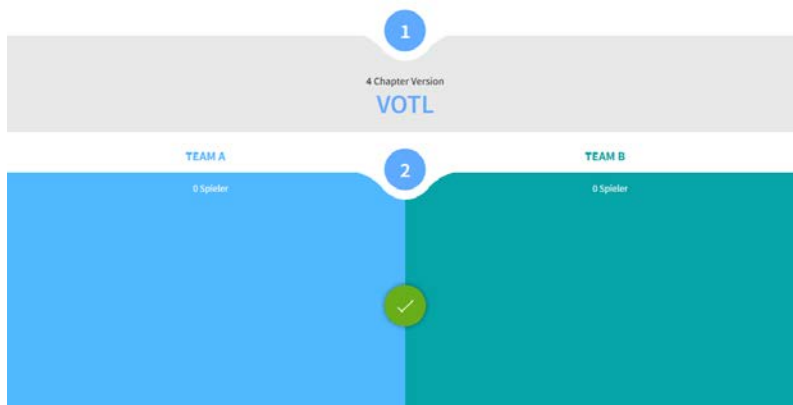 1
4 Chapter Version
VOTL
TEAM A
2
TEAM B
0 Spieler
0 Spieler